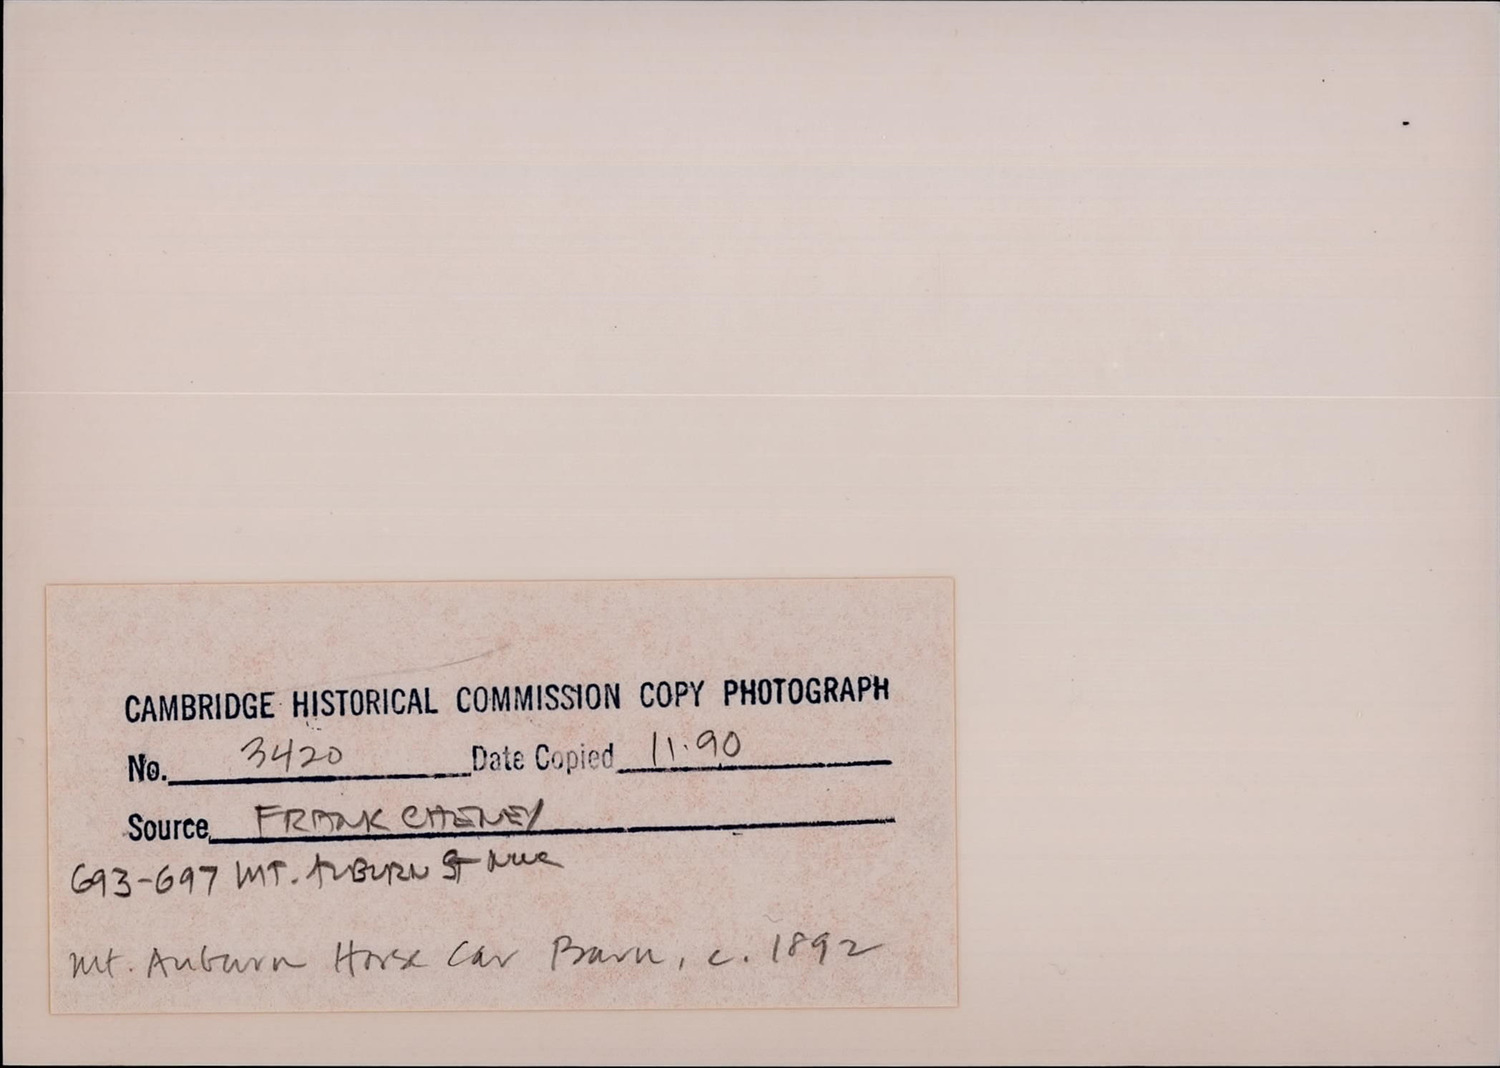 CAMBRIDGE HISTORICAL COMMISSION COPY PHOTOGRAPH
No. 3420 Date Copied 11.90
Source FRANK CHENEY
693-697 MT. AUBURN ST
Mt. Auburn Horse Car Barn, c. 1892